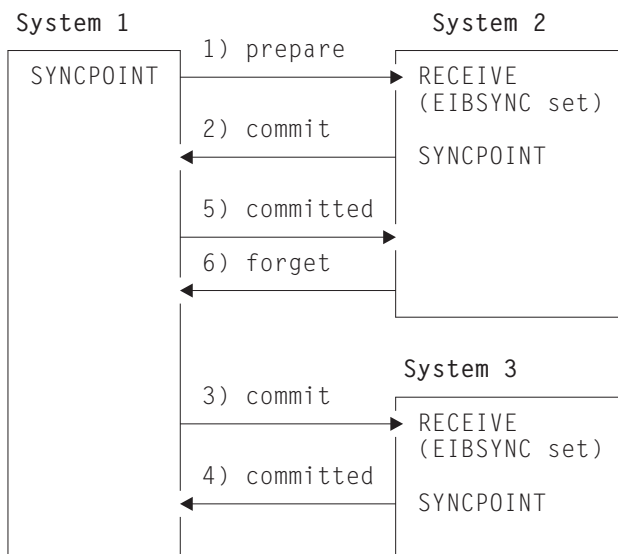 System 1
System 2
1) prepare
SYNCPOINT
RECEIVE
(EIBSYNC set)
2) commit
SYNCPOINT
5) committed
6) forget
System 3
3) commit
RECEIVE
(EIBSYNC set)
4) committed
SYNCPOINT